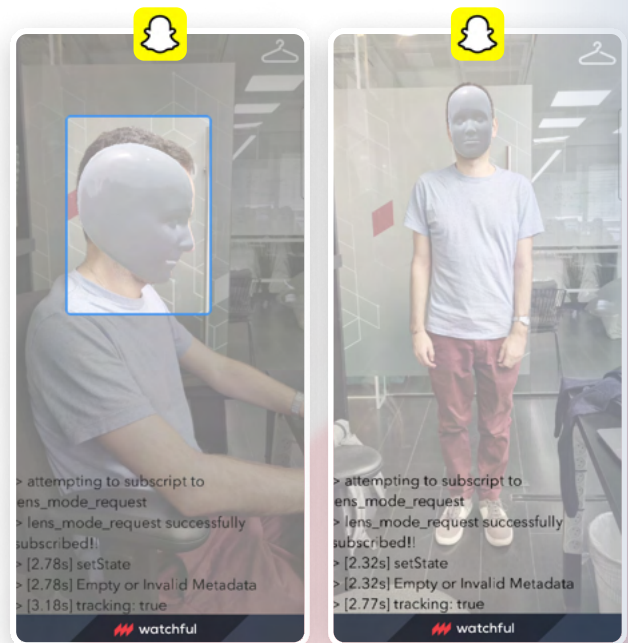 > attempting to subscript to
ens_mode_request
> lens_mode_request successfully
subscribed!!
> [2.78s] setState
> [2.78s] Empty or Invalid Metadata
> [3.18s] tracking: true
watchful
> attempting to subscript to
ens_mode_request
> lens_mode_request successfully
subscribed!!
> [2.32s] setState
> [2.32s] Empty or Invalid Metadata
> [2.77s] tracking: true
watchful